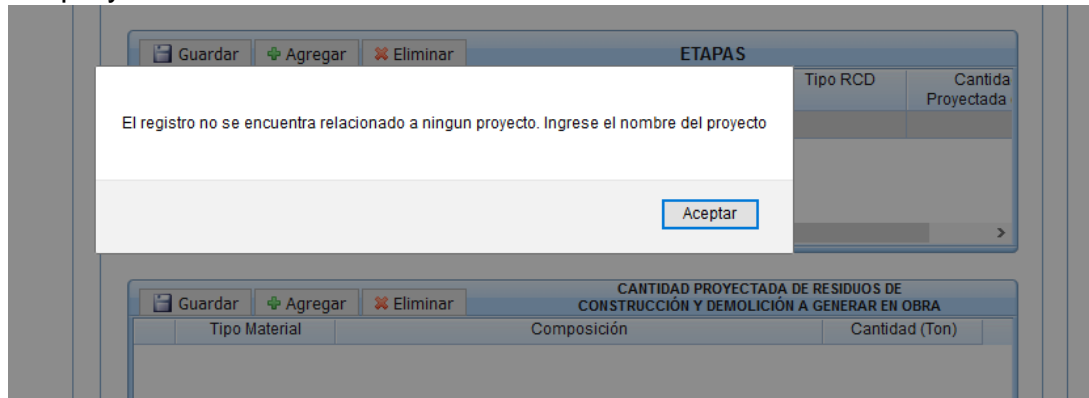 Guardar Agregar Eliminar ETAPAS
Tipo RCD Cantida
Proyectada
El registro no se encuentra relacionado a ningun proyecto. Ingrese el nombre del proyecto
Aceptar
Guardar Agregar Eliminar CANTIDAD PROYECTADA DE RESIDUOS DE
CONSTRUCCIÓN Y DEMOLICIÓN A GENERAR EN OBRA
Tipo Material Composición Cantidad (Ton)